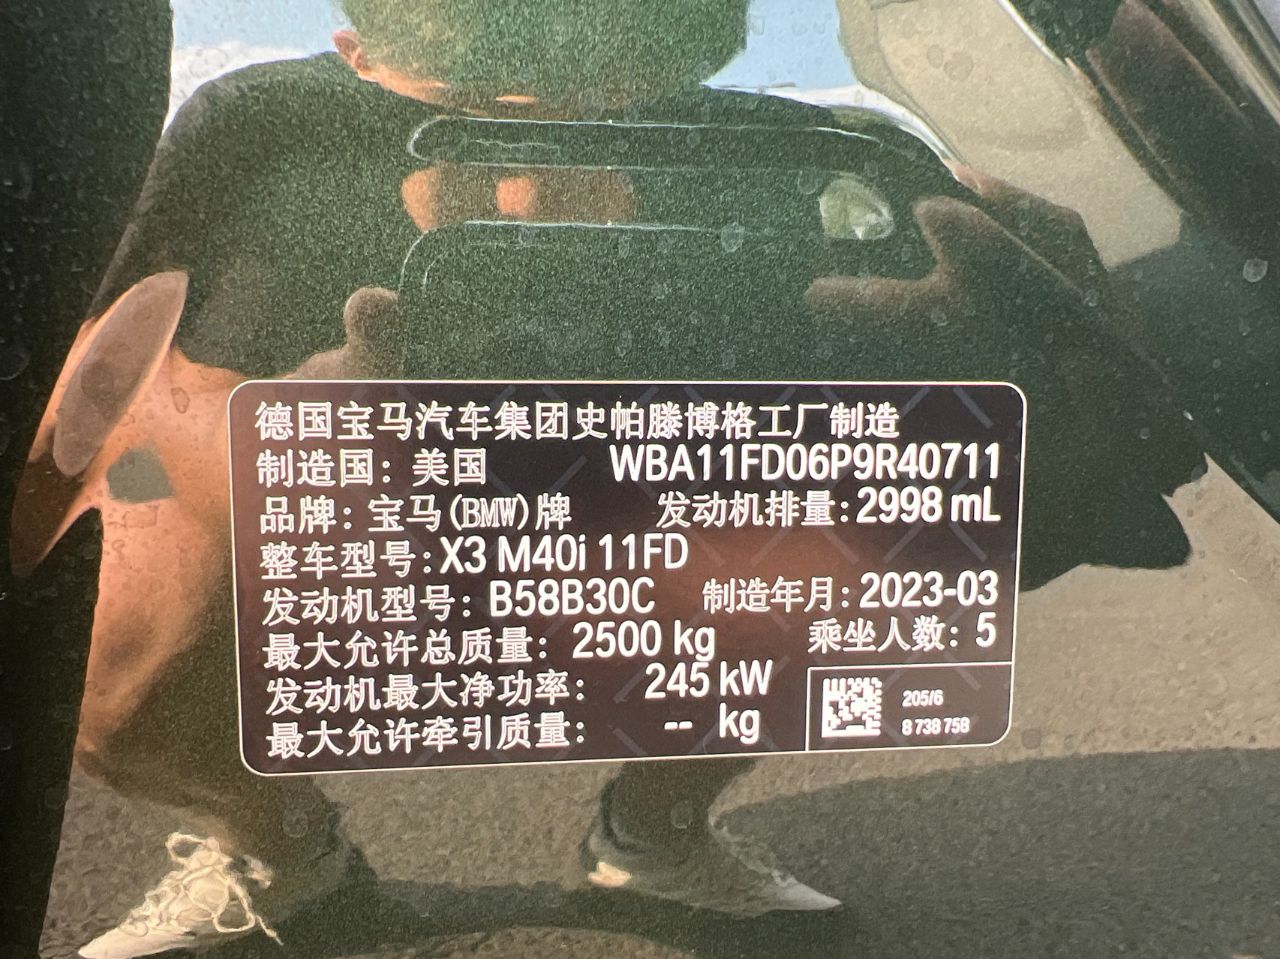 德国宝马汽车集团史帕滕博格工厂制造
制造国：美国 WBA11FD06P9R40711
品牌：宝马(BMW)牌 发动机排量：2998 mL
整车型号：X3 M40i 11FD
发动机型号：B58B30C 制造年月：2023-03
最大允许总质量：2500 kg 乘坐人数：5
发动机最大净功率：245 kW
最大允许牵引质量：-- kg
205/6
8 738 758